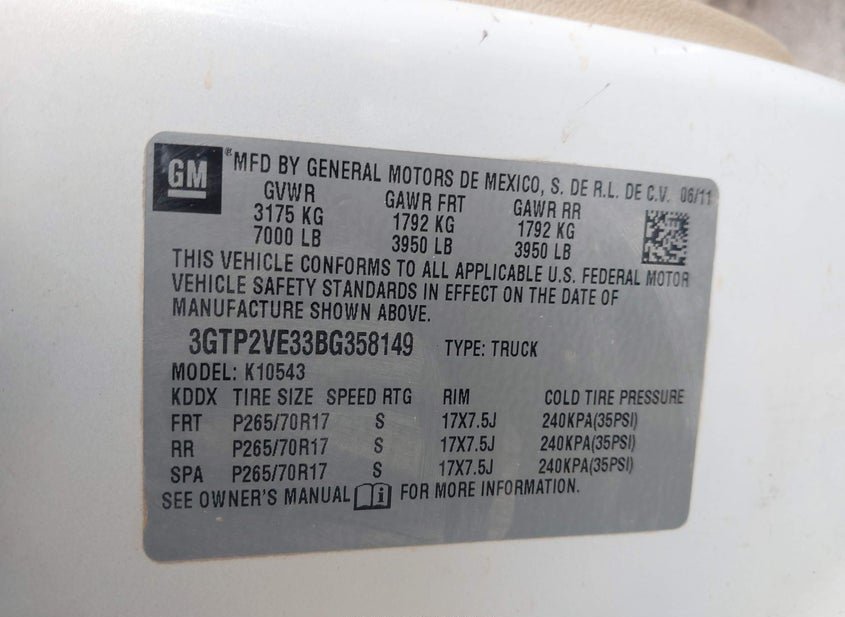 GM ® MFD BY GENERAL MOTORS DE MEXICO, S. DE R.L. DE C.V. 06/11
GVWR GAWR FRT GAWR RR
3175 KG 1792 KG 1792 KG
7000 LB 3950 LB 3950 LB
THIS VEHICLE CONFORMS TO ALL APPLICABLE U.S. FEDERAL MOTOR
VEHICLE SAFETY STANDARDS IN EFFECT ON THE DATE OF
MANUFACTURE SHOWN ABOVE.
3GTP2VE33BG358149 TYPE: TRUCK
MODEL: K10543
KDDX TIRE SIZE SPEED RTG RIM COLD TIRE PRESSURE
FRT P265/70R17 S 17X7.5J 240KPA(35PSI)
RR P265/70R17 S 17X7.5J 240KPA(35PSI)
SPA P265/70R17 S 17X7.5J 240KPA(35PSI)
SEE OWNER'S MANUAL i FOR MORE INFORMATION.